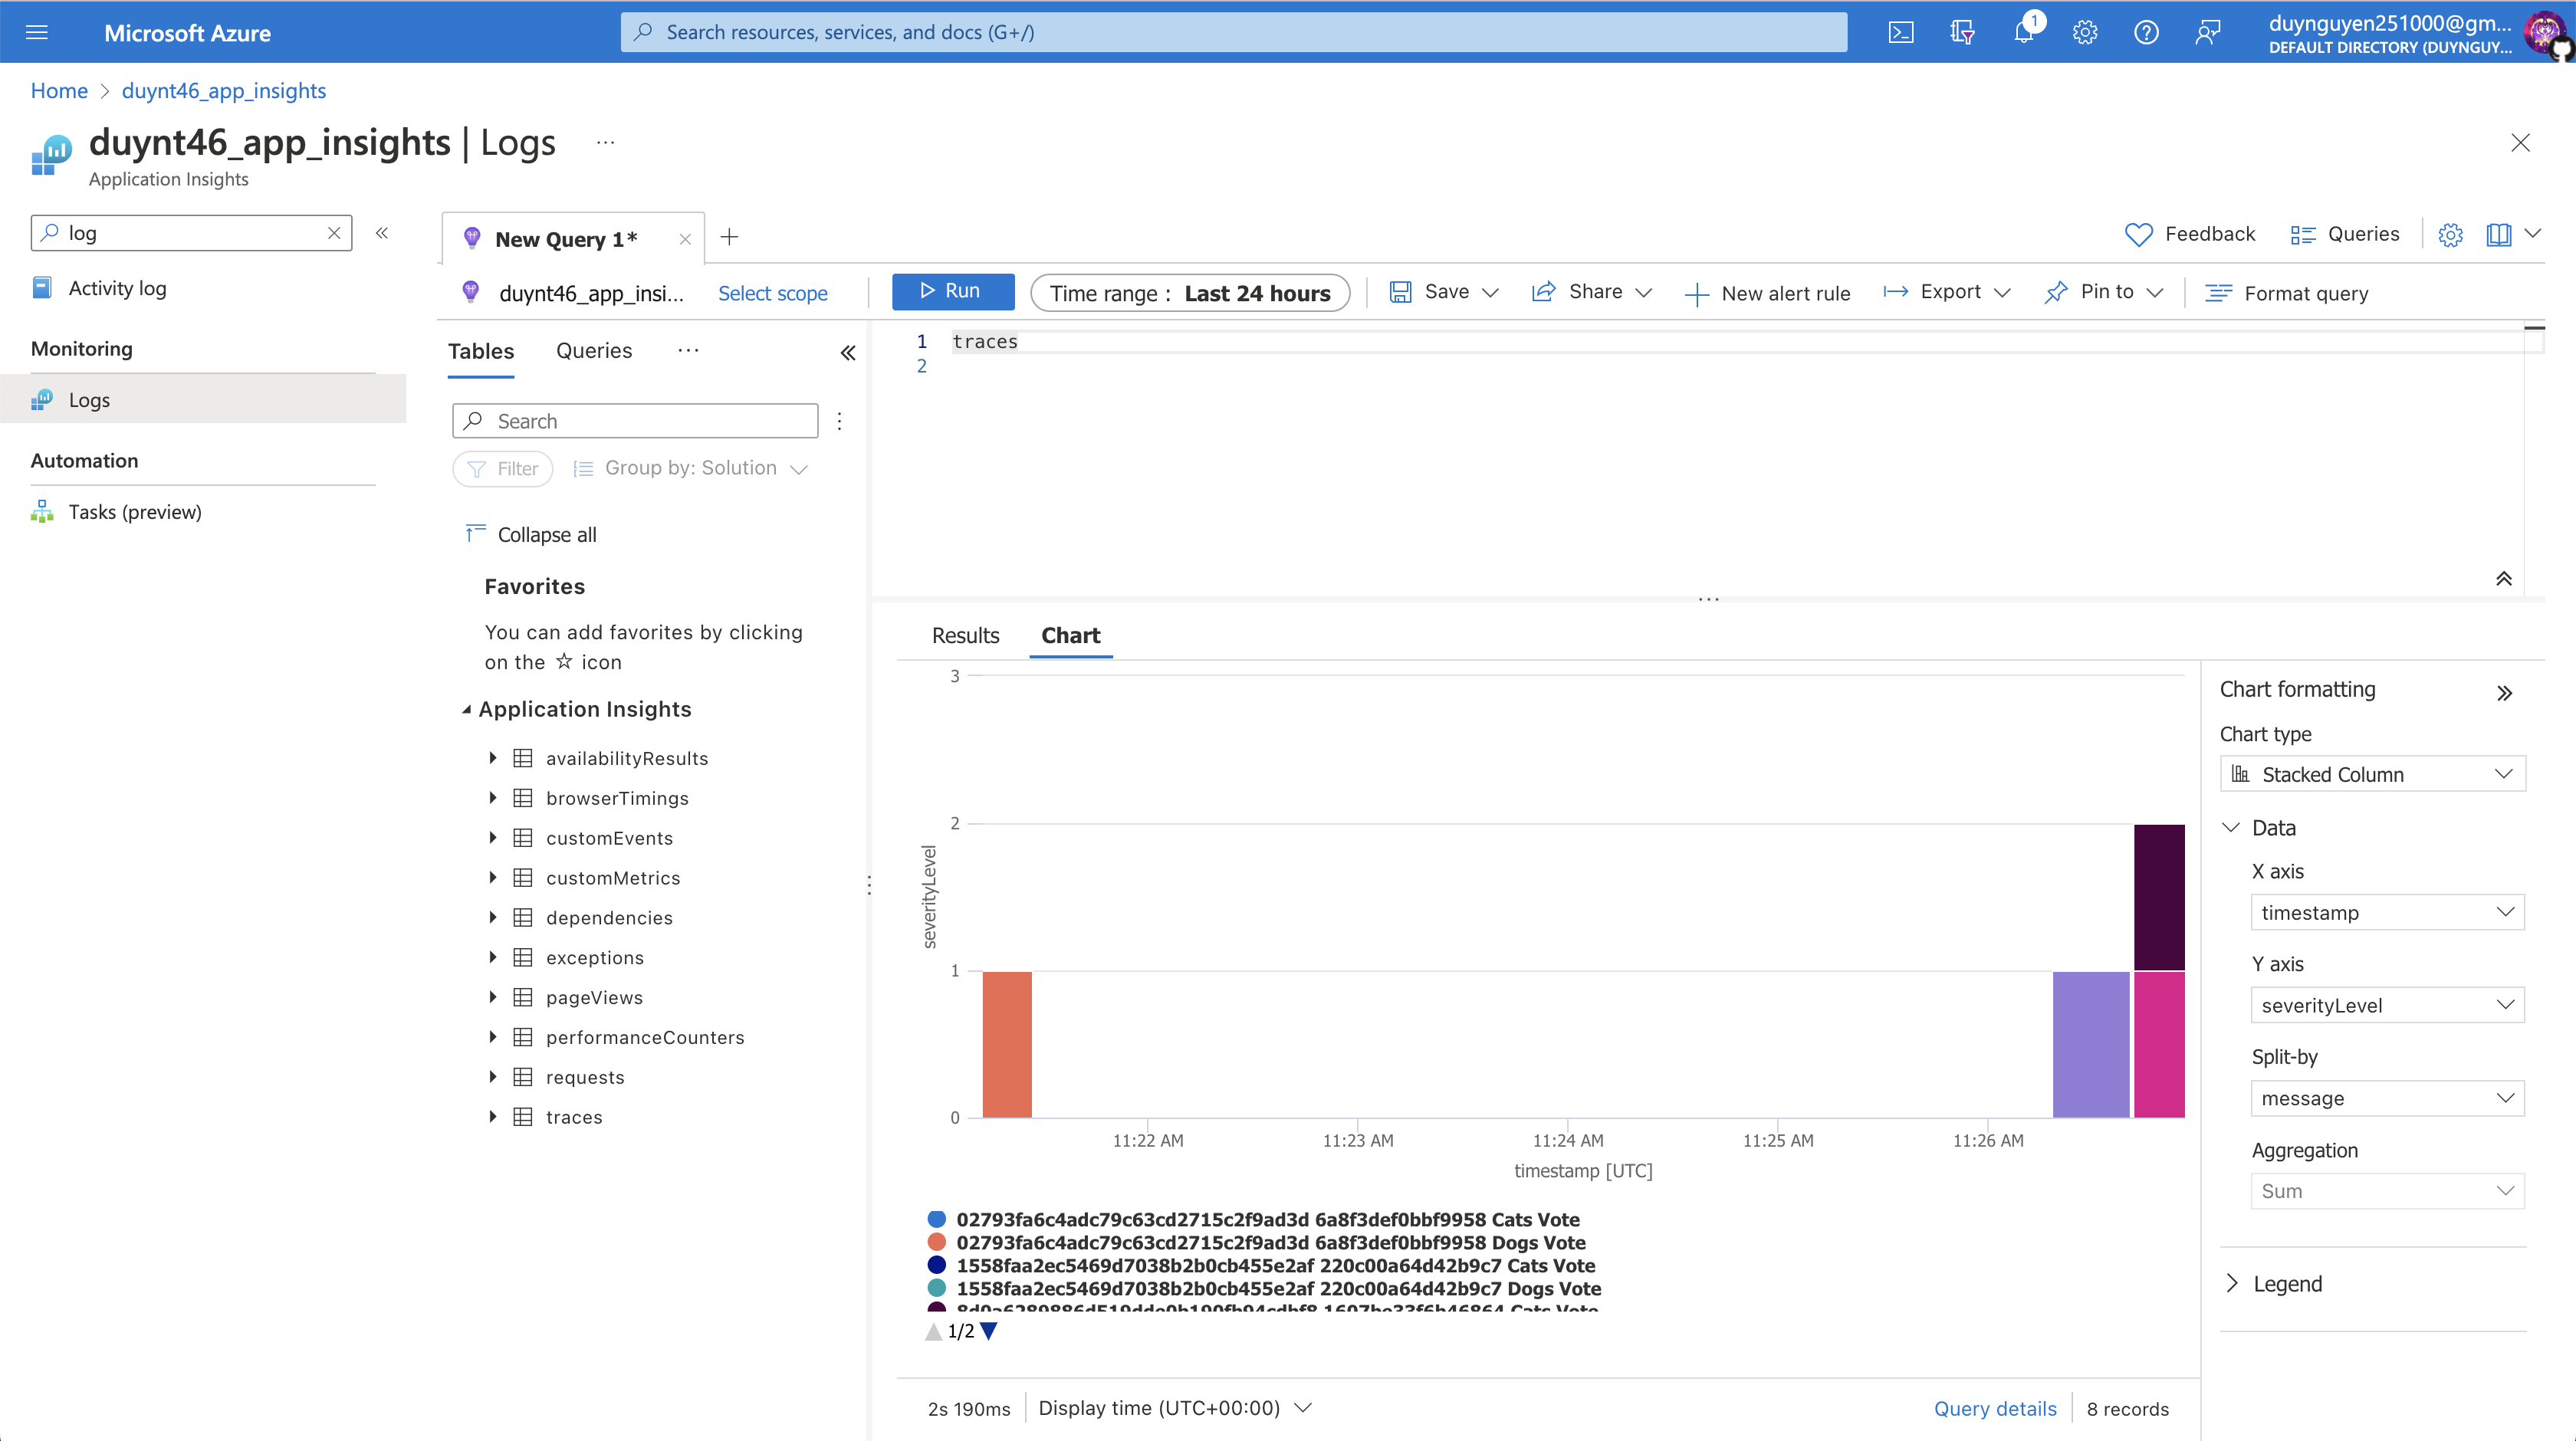 Microsoft Azure
Search resources, services, and docs (G+/)
1
duynguyen251000@gm...
DEFAULT DIRECTORY (DUYNGUY...
Home > duynt46_app_insights
duynt46_app_insights | Logs ...
Application Insights
log
Activity log
Monitoring
Logs
Automation
Tasks (preview)
New Query 1*
Feedback
Queries
duynt46_app_insi...
Select scope
Run
Time range : Last 24 hours
Save
Share
New alert rule
Export
Pin to
Format query
Tables
Queries
...
Search
Filter
Group by: Solution
Collapse all
Favorites
You can add favorites by clicking
on the ☆ icon
Application Insights
availabilityResults
browserTimings
customEvents
customMetrics
dependencies
exceptions
pageViews
performanceCounters
requests
traces
1 traces
2
Results
Chart
3
2
1
0
severityLevel
11:22 AM
11:23 AM
11:24 AM
11:25 AM
11:26 AM
timestamp [UTC]
02793fa6c4adc79c63cd2715c2f9ad3d 6a8f3def0bbf9958 Cats Vote
02793fa6c4adc79c63cd2715c2f9ad3d 6a8f3def0bbf9958 Dogs Vote
1558faa2ec5469d7038b2b0cb455e2af 220c00a64d42b9c7 Cats Vote
1558faa2ec5469d7038b2b0cb455e2af 220c00a64d42b9c7 Dogs Vote
Cats Vote
1/2
2s 190ms
Display time (UTC+00:00)
Query details
8 records
Chart formatting
Chart type
Stacked Column
Data
X axis
timestamp
Y axis
severityLevel
Split-by
message
Aggregation
Sum
Legend